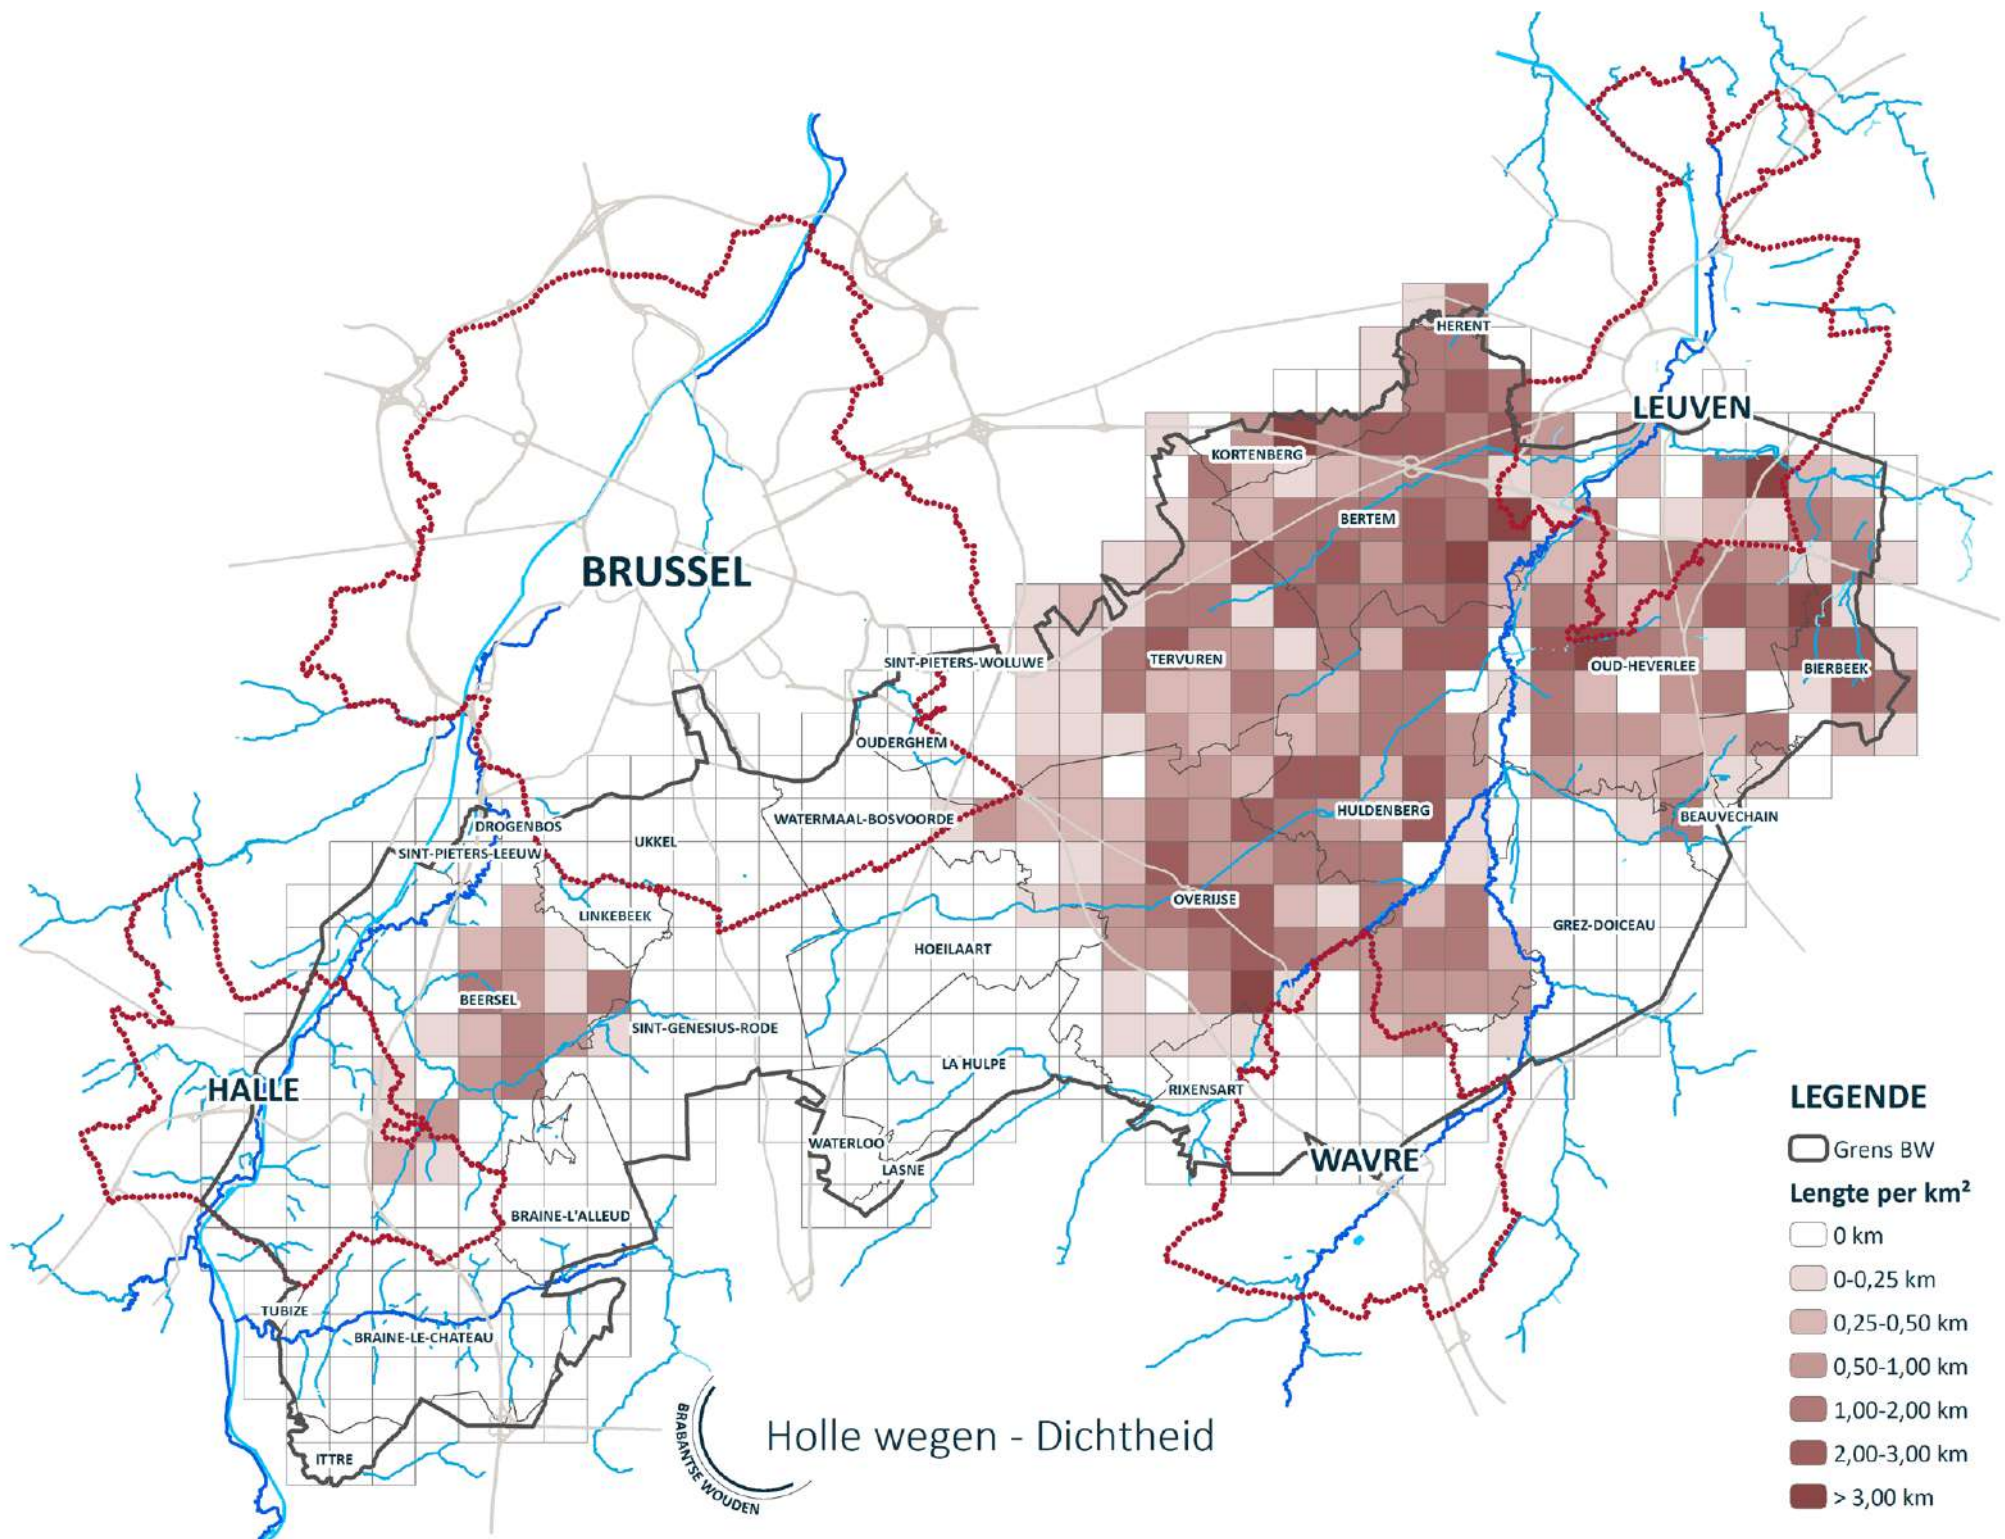 HERENT
LEUVEN
KORTENBERG
BERTEM
BRUSSEL
SINT-PIETERS-WOLUWE
TERVUREN
OUD-HEVERLEE
BIERBEEK
OUDERGHEM
HULDENBERG
BEAUVECHAIN
WATERMAAL-BOSVOORDE
DROGENBOS
UKKEL
SINT-PIETERS-LEEUW
OVERIJSE
LINKEBEEK
GREZ-DOICEAU
HOEILAART
BEERSEL
SINT-GENESIUS-RODE
LA HULPE
HALLE
RIXENSART
WATERLOO
LASNE
WAVRE
BRAINE-L'ALLEUD
TUBIZE
BRAINE-LE-CHATEAU
ITTRE
BRABANTSE WOUDEN
Holle wegen - Dichtheid
LEGENDE
Grens BW
Lengte per km²
0 km
0-0,25 km
0,25-0,50 km
0,50-1,00 km
1,00-2,00 km
2,00-3,00 km
> 3,00 km